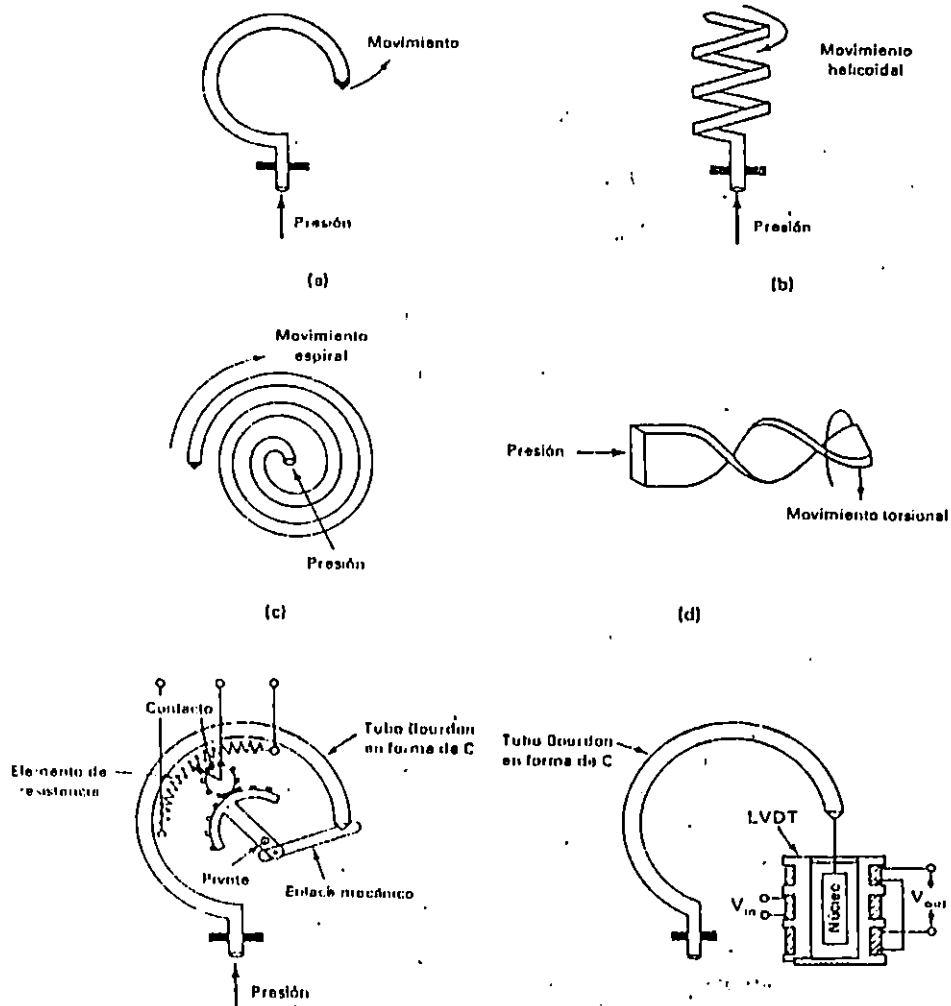 Movimiento
Presión
(a)
Movimiento
helicoidal
Presión
(b)
Movimiento
espiral
Presión
(c)
Presión
Movimiento torsional
(d)
Contacto
Elemento de
resistencia
Tubo Bourdon
en forma de C
Pivote
Enlace mecánico
Presión
Tubo Bourdon
en forma de C
LVDT
Vin
Núcleo
Vout